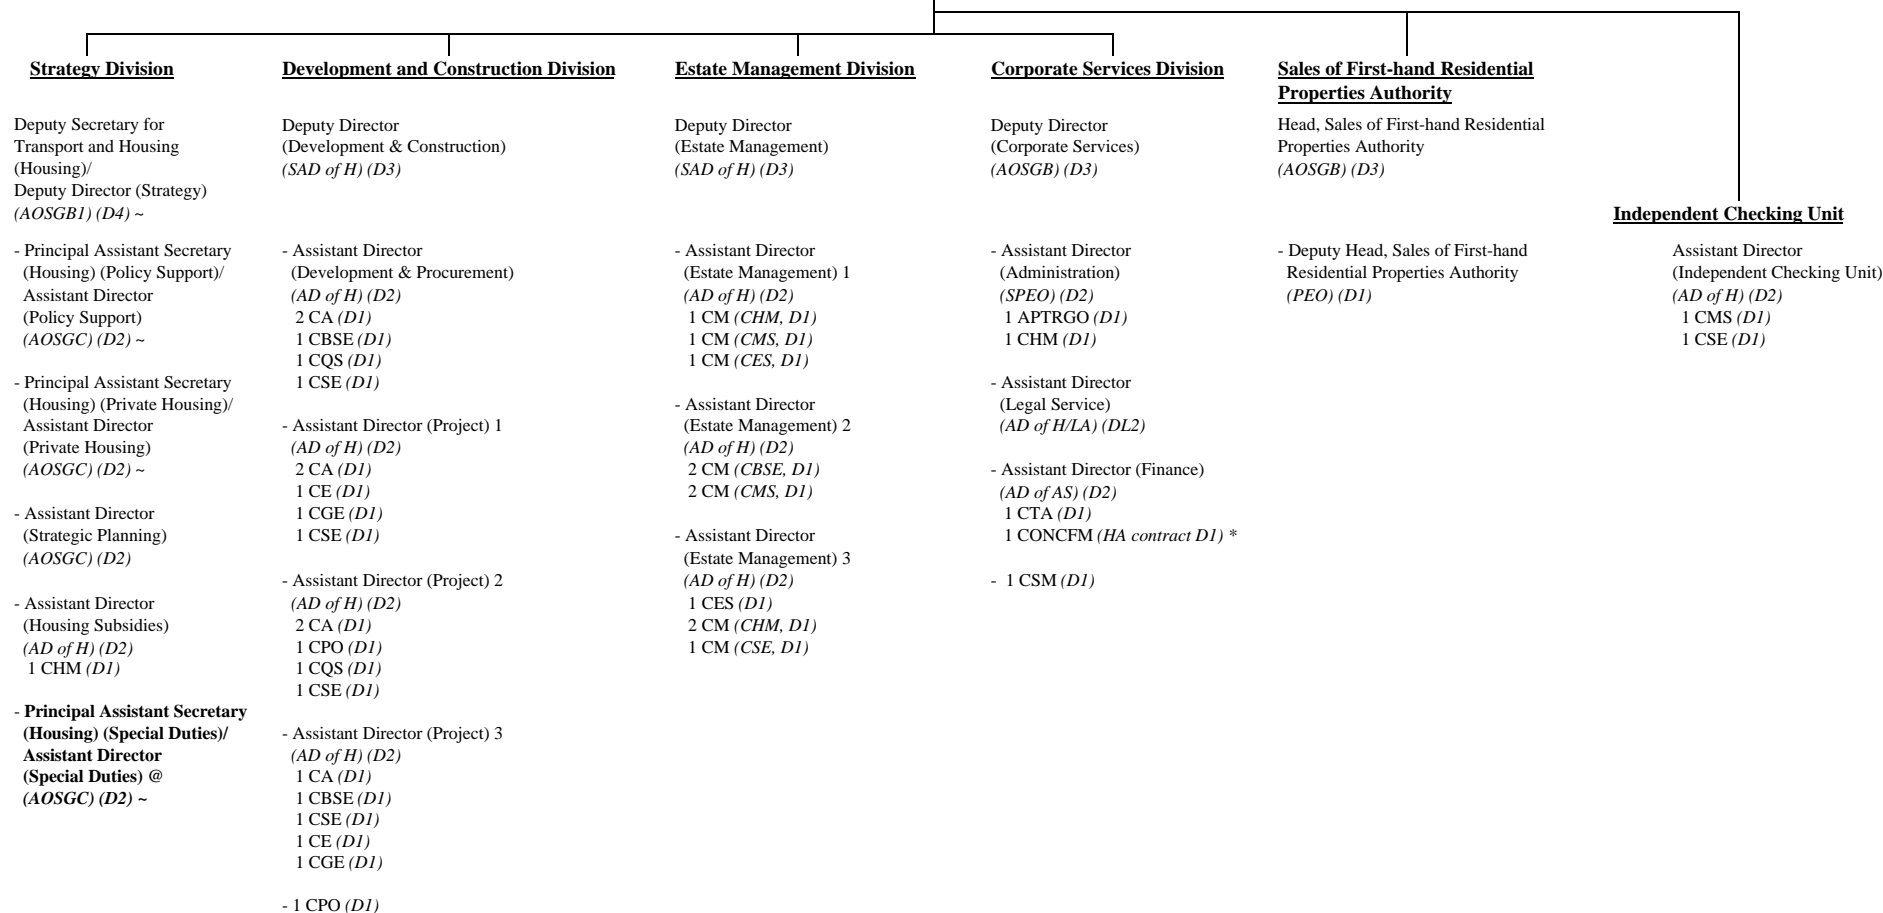 Strategy Division
Deputy Secretary for
Transport and Housing
(Housing)/
Deputy Director (Strategy)
(AOSGB1) (D4) ~
- Principal Assistant Secretary
(Housing) (Policy Support)/
Assistant Director
(Policy Support)
(AOSGC) (D2) ~
- Principal Assistant Secretary
(Housing) (Private Housing)/
Assistant Director
(Private Housing)
(AOSGC) (D2) ~
- Assistant Director
(Strategic Planning)
(AOSGC) (D2)
- Assistant Director
(Housing Subsidies)
(AD of H) (D2)
1 CHM (D1)
- Principal Assistant Secretary
(Housing) (Special Duties)/
Assistant Director
(Special Duties) @
(AOSGC) (D2) ~
Development and Construction Division
Deputy Director
(Development & Construction)
(SAD of H) (D3)
- Assistant Director
(Development & Procurement)
(AD of H) (D2)
2 CA (D1)
1 CBSE (D1)
1 CQS (D1)
1 CSE (D1)
- Assistant Director (Project) 1
(AD of H) (D2)
2 CA (D1)
1 CE (D1)
1 CGE (D1)
1 CSE (D1)
- Assistant Director (Project) 2
(AD of H) (D2)
2 CA (D1)
1 CPO (D1)
1 CQS (D1)
1 CSE (D1)
- Assistant Director (Project) 3
(AD of H) (D2)
1 CA (D1)
1 CBSE (D1)
1 CSE (D1)
1 CE (D1)
1 CGE (D1)
- 1 CPO (D1)
Estate Management Division
Deputy Director
(Estate Management)
(SAD of H) (D3)
- Assistant Director
(Estate Management) 1
(AD of H) (D2)
1 CM (CHM, D1)
1 CM (CMS, D1)
1 CM (CES, D1)
- Assistant Director
(Estate Management) 2
(AD of H) (D2)
2 CM (CBSE, D1)
2 CM (CMS, D1)
- Assistant Director
(Estate Management) 3
(AD of H) (D2)
1 CES (D1)
2 CM (CHM, D1)
1 CM (CSE, D1)
Corporate Services Division
Deputy Director
(Corporate Services)
(AOSGB) (D3)
- Assistant Director
(Administration)
(SPEO) (D2)
1 APTRGO (D1)
1 CHM (D1)
- Assistant Director
(Legal Service)
(AD of H/LA) (DL2)
- Assistant Director (Finance)
(AD of AS) (D2)
1 CTA (D1)
1 CONCFM (HA contract D1) *
- 1 CSM (D1)
Sales of First-hand Residential
Properties Authority
Head, Sales of First-hand Residential
Properties Authority
(AOSGB) (D3)
- Deputy Head, Sales of First-hand
Residential Properties Authority
(PEO) (D1)
Independent Checking Unit
Assistant Director
(Independent Checking Unit)
(AD of H) (D2)
1 CMS (D1)
1 CSE (D1)